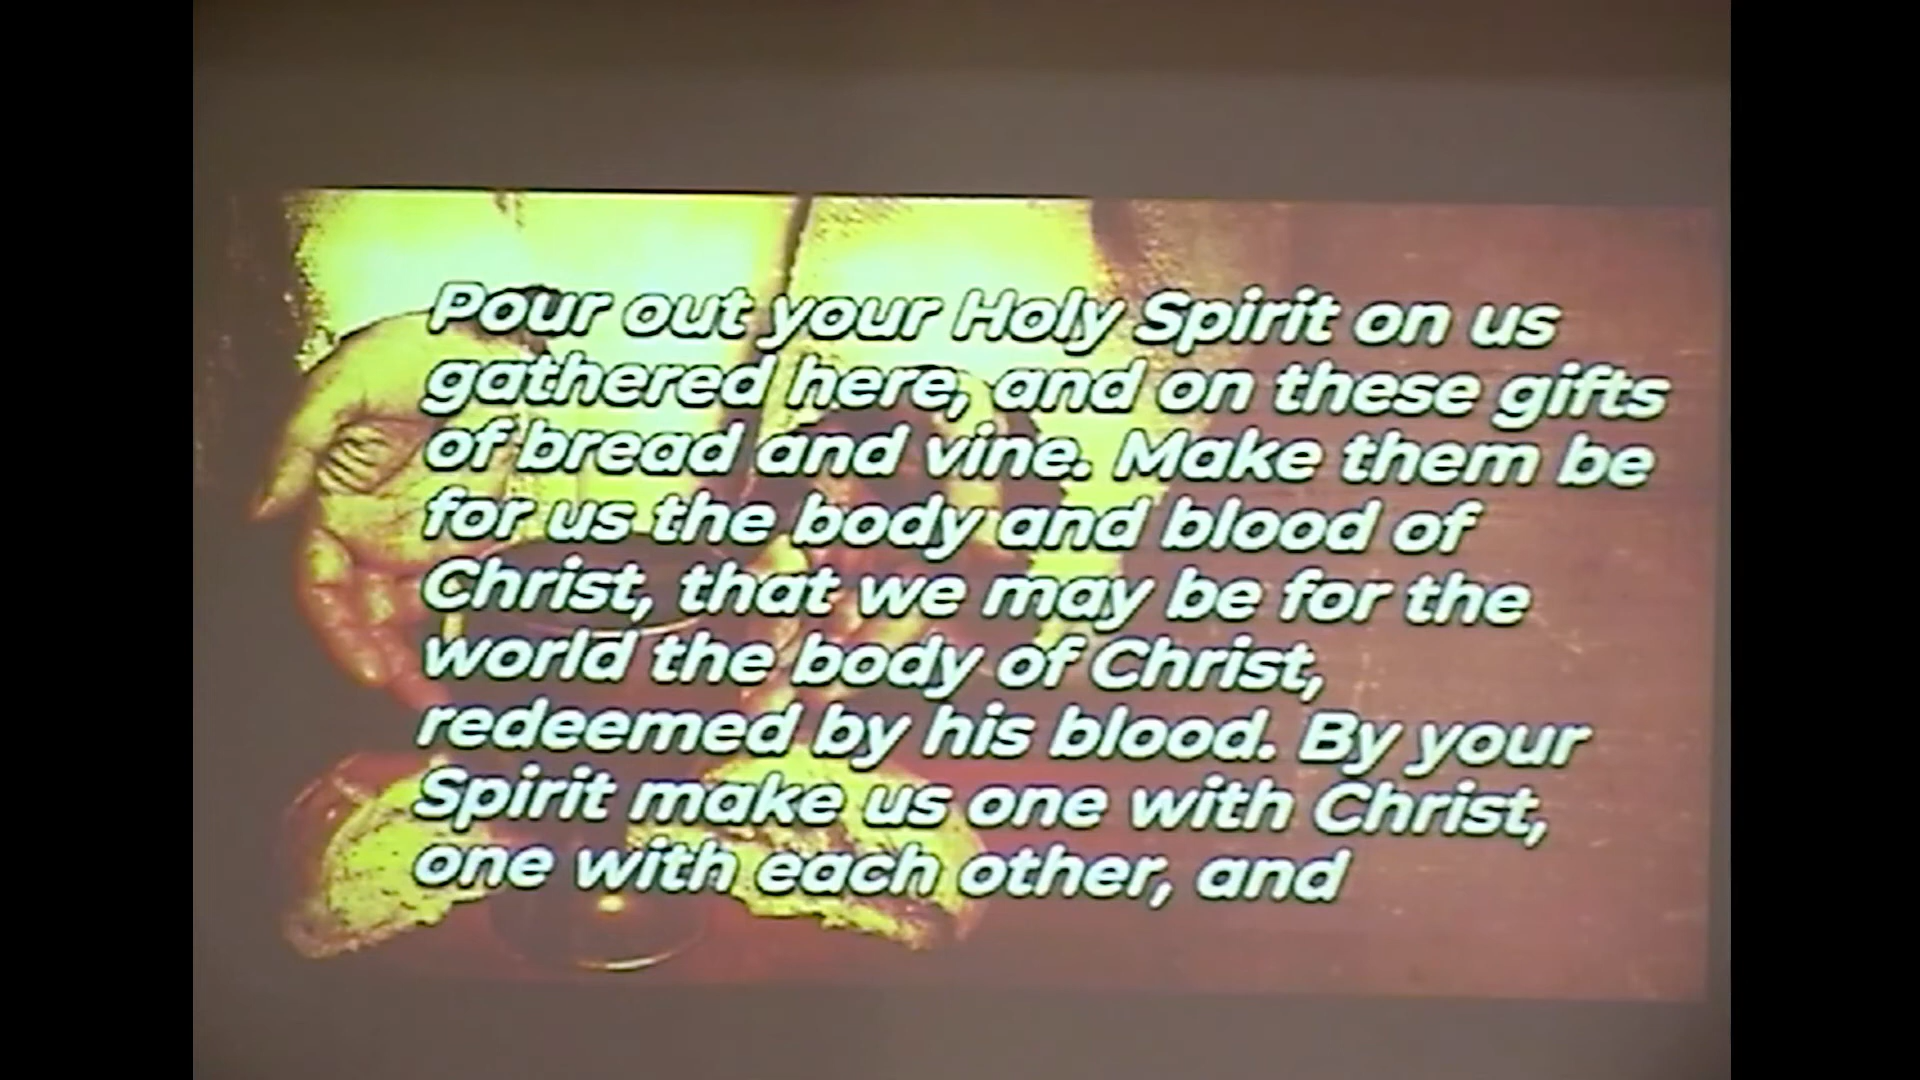 Pour out your Holy Spirit on us
gathered here, and on these gifts
of bread and vine. Make them be
for us the body and blood of
Christ, that we may be for the
world the body of Christ,
redeemed by his blood. By your
Spirit make us one with Christ,
one with each other, and